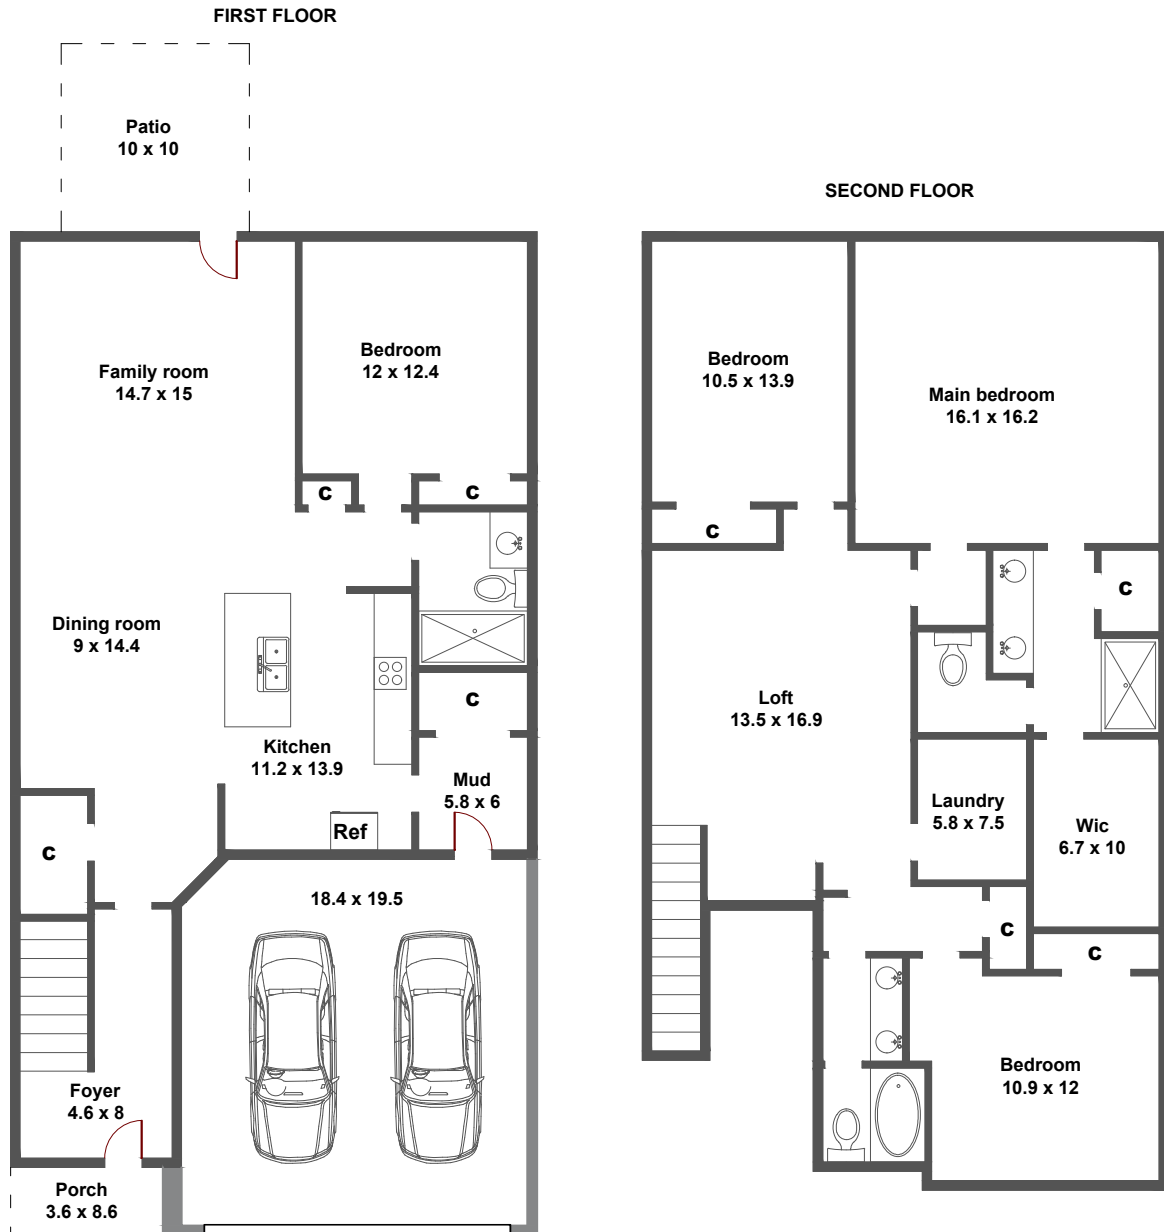 FIRST FLOOR
Patio
10 x 10
Family room
14.7 x 15
Bedroom
12 x 12.4
C
C
Dining room
9 x 14.4
C
Kitchen
11.2 x 13.9
Mud
5.8 x 6
Ref
C
18.4 x 19.5
Foyer
4.6 x 8
Porch
3.6 x 8.6
SECOND FLOOR
Bedroom
10.5 x 13.9
Main bedroom
16.1 x 16.2
C
C
Loft
13.5 x 16.9
Laundry
5.8 x 7.5
Wic
6.7 x 10
C
C
Bedroom
10.9 x 12